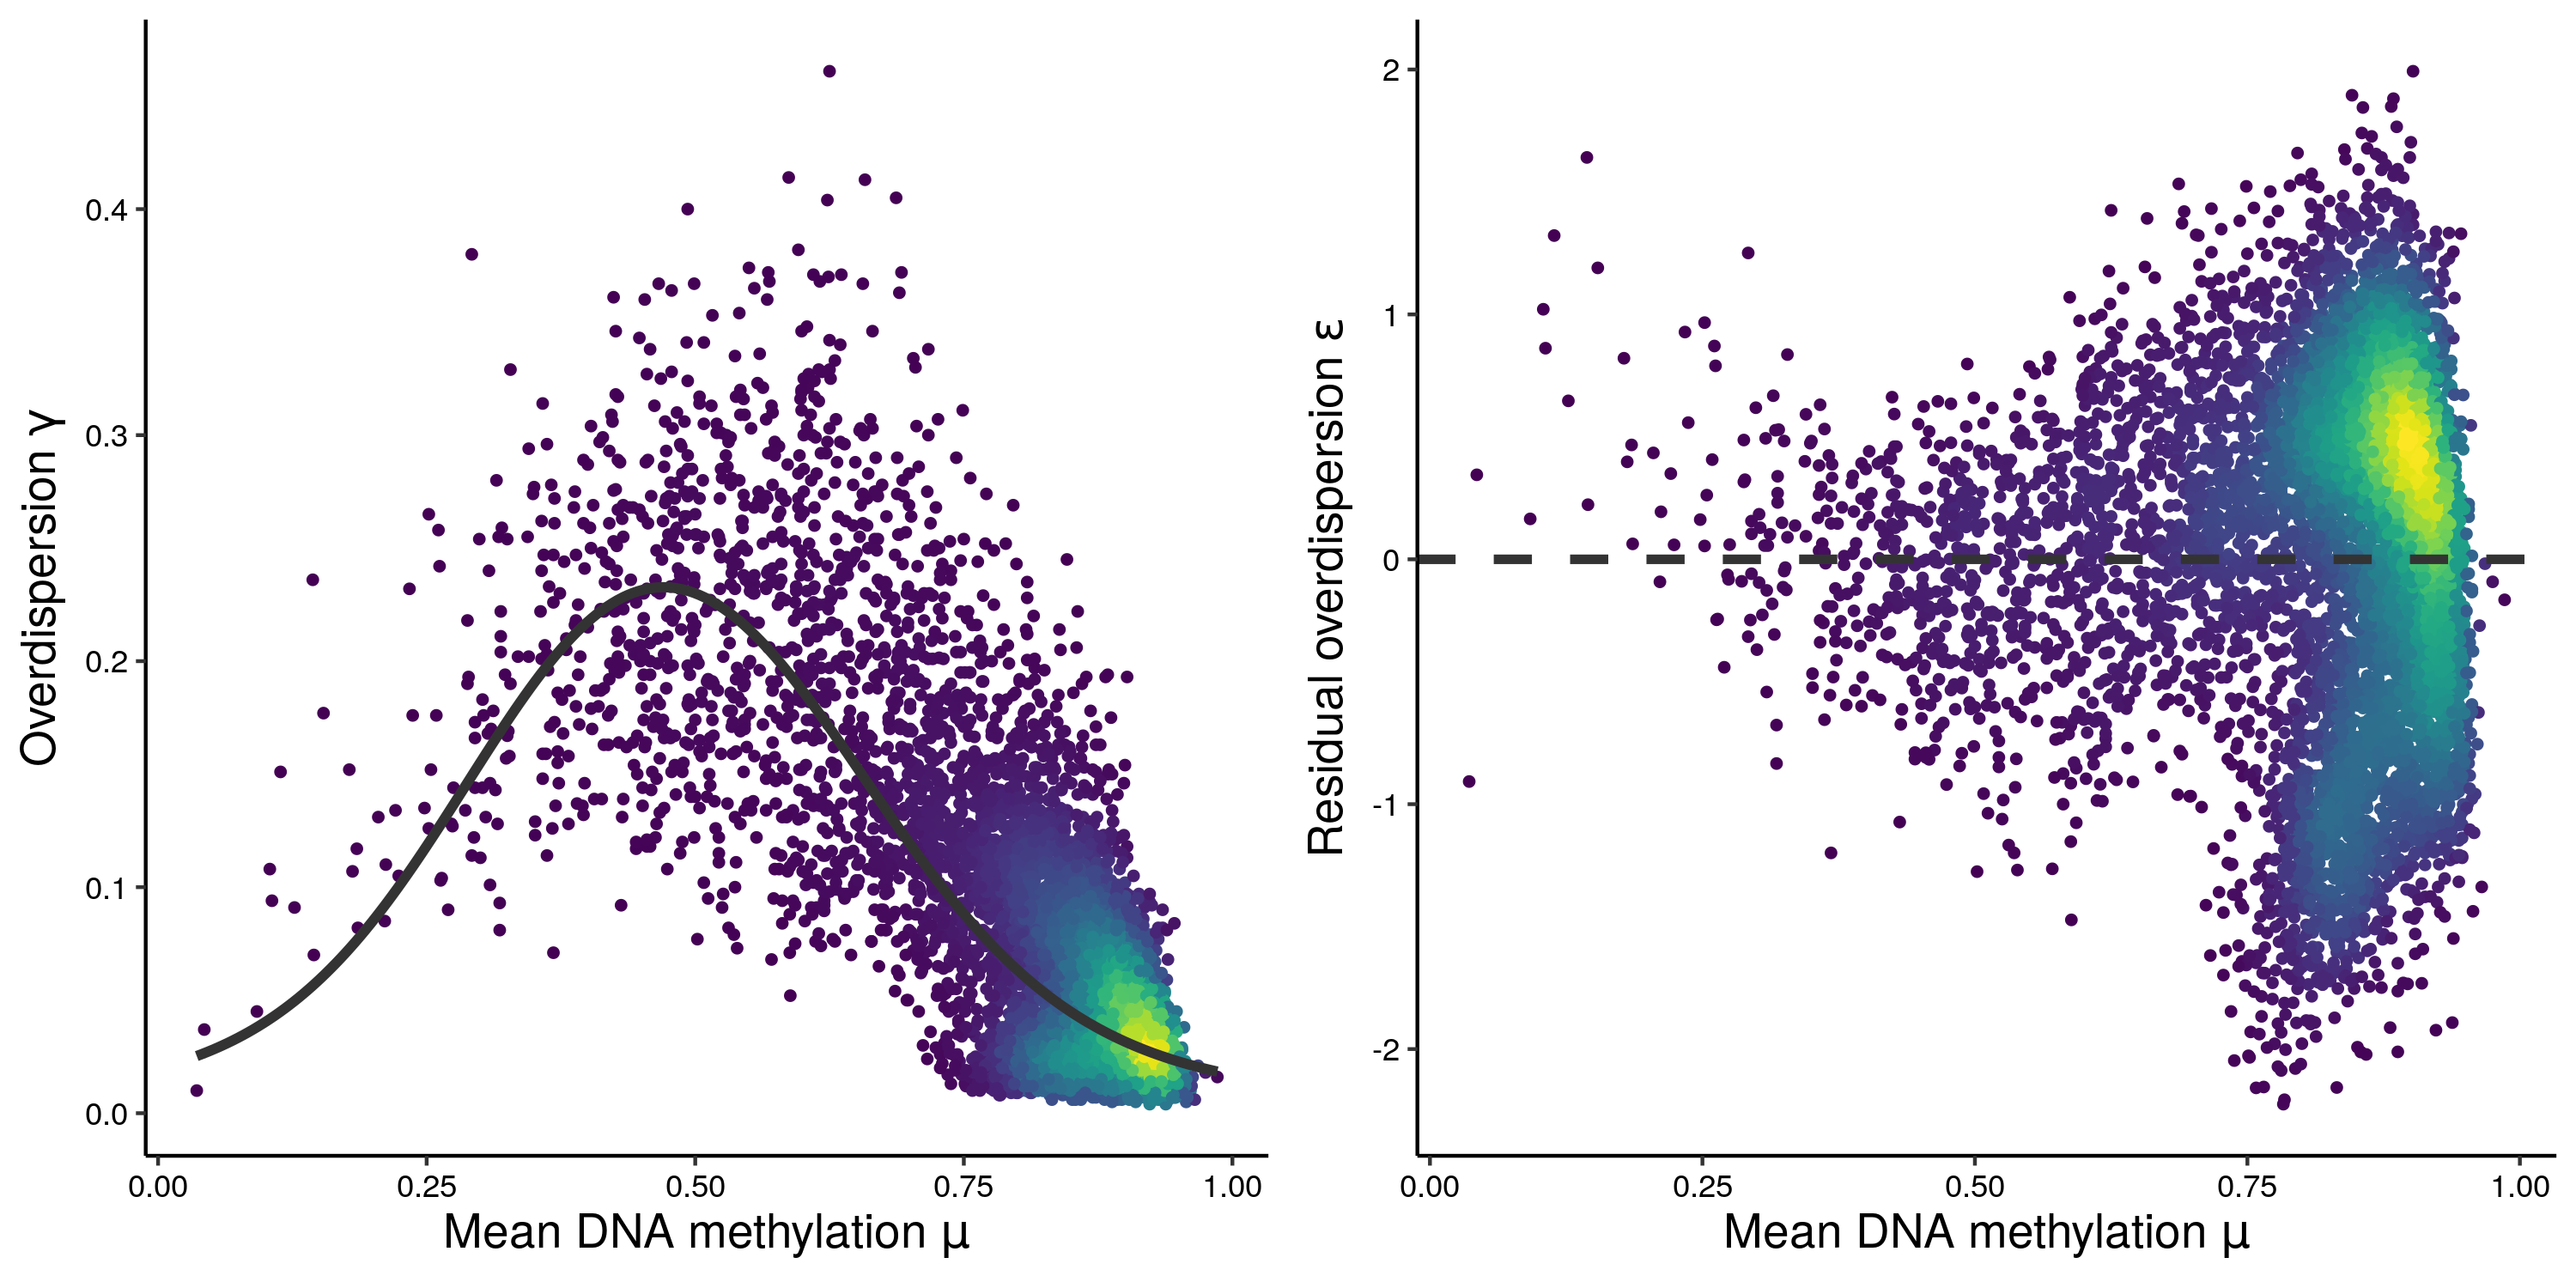 Overdispersion γ
0.4
0.3
0.2
0.1
0.0
0.00 0.25 0.50 0.75 1.00
Mean DNA methylation μ
Residual overdispersion ε
2
1
0
-1
-2
0.00 0.25 0.50 0.75 1.00
Mean DNA methylation μ